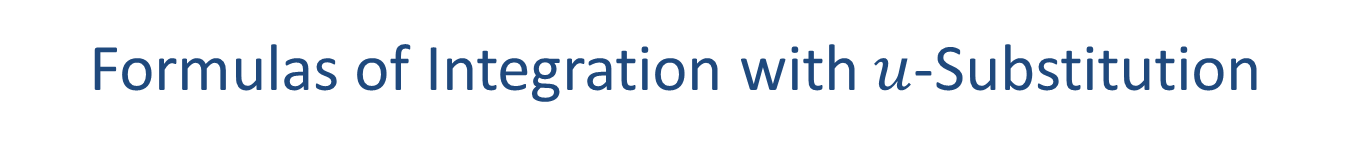 Formulas of Integration with 𝑢-Substitution